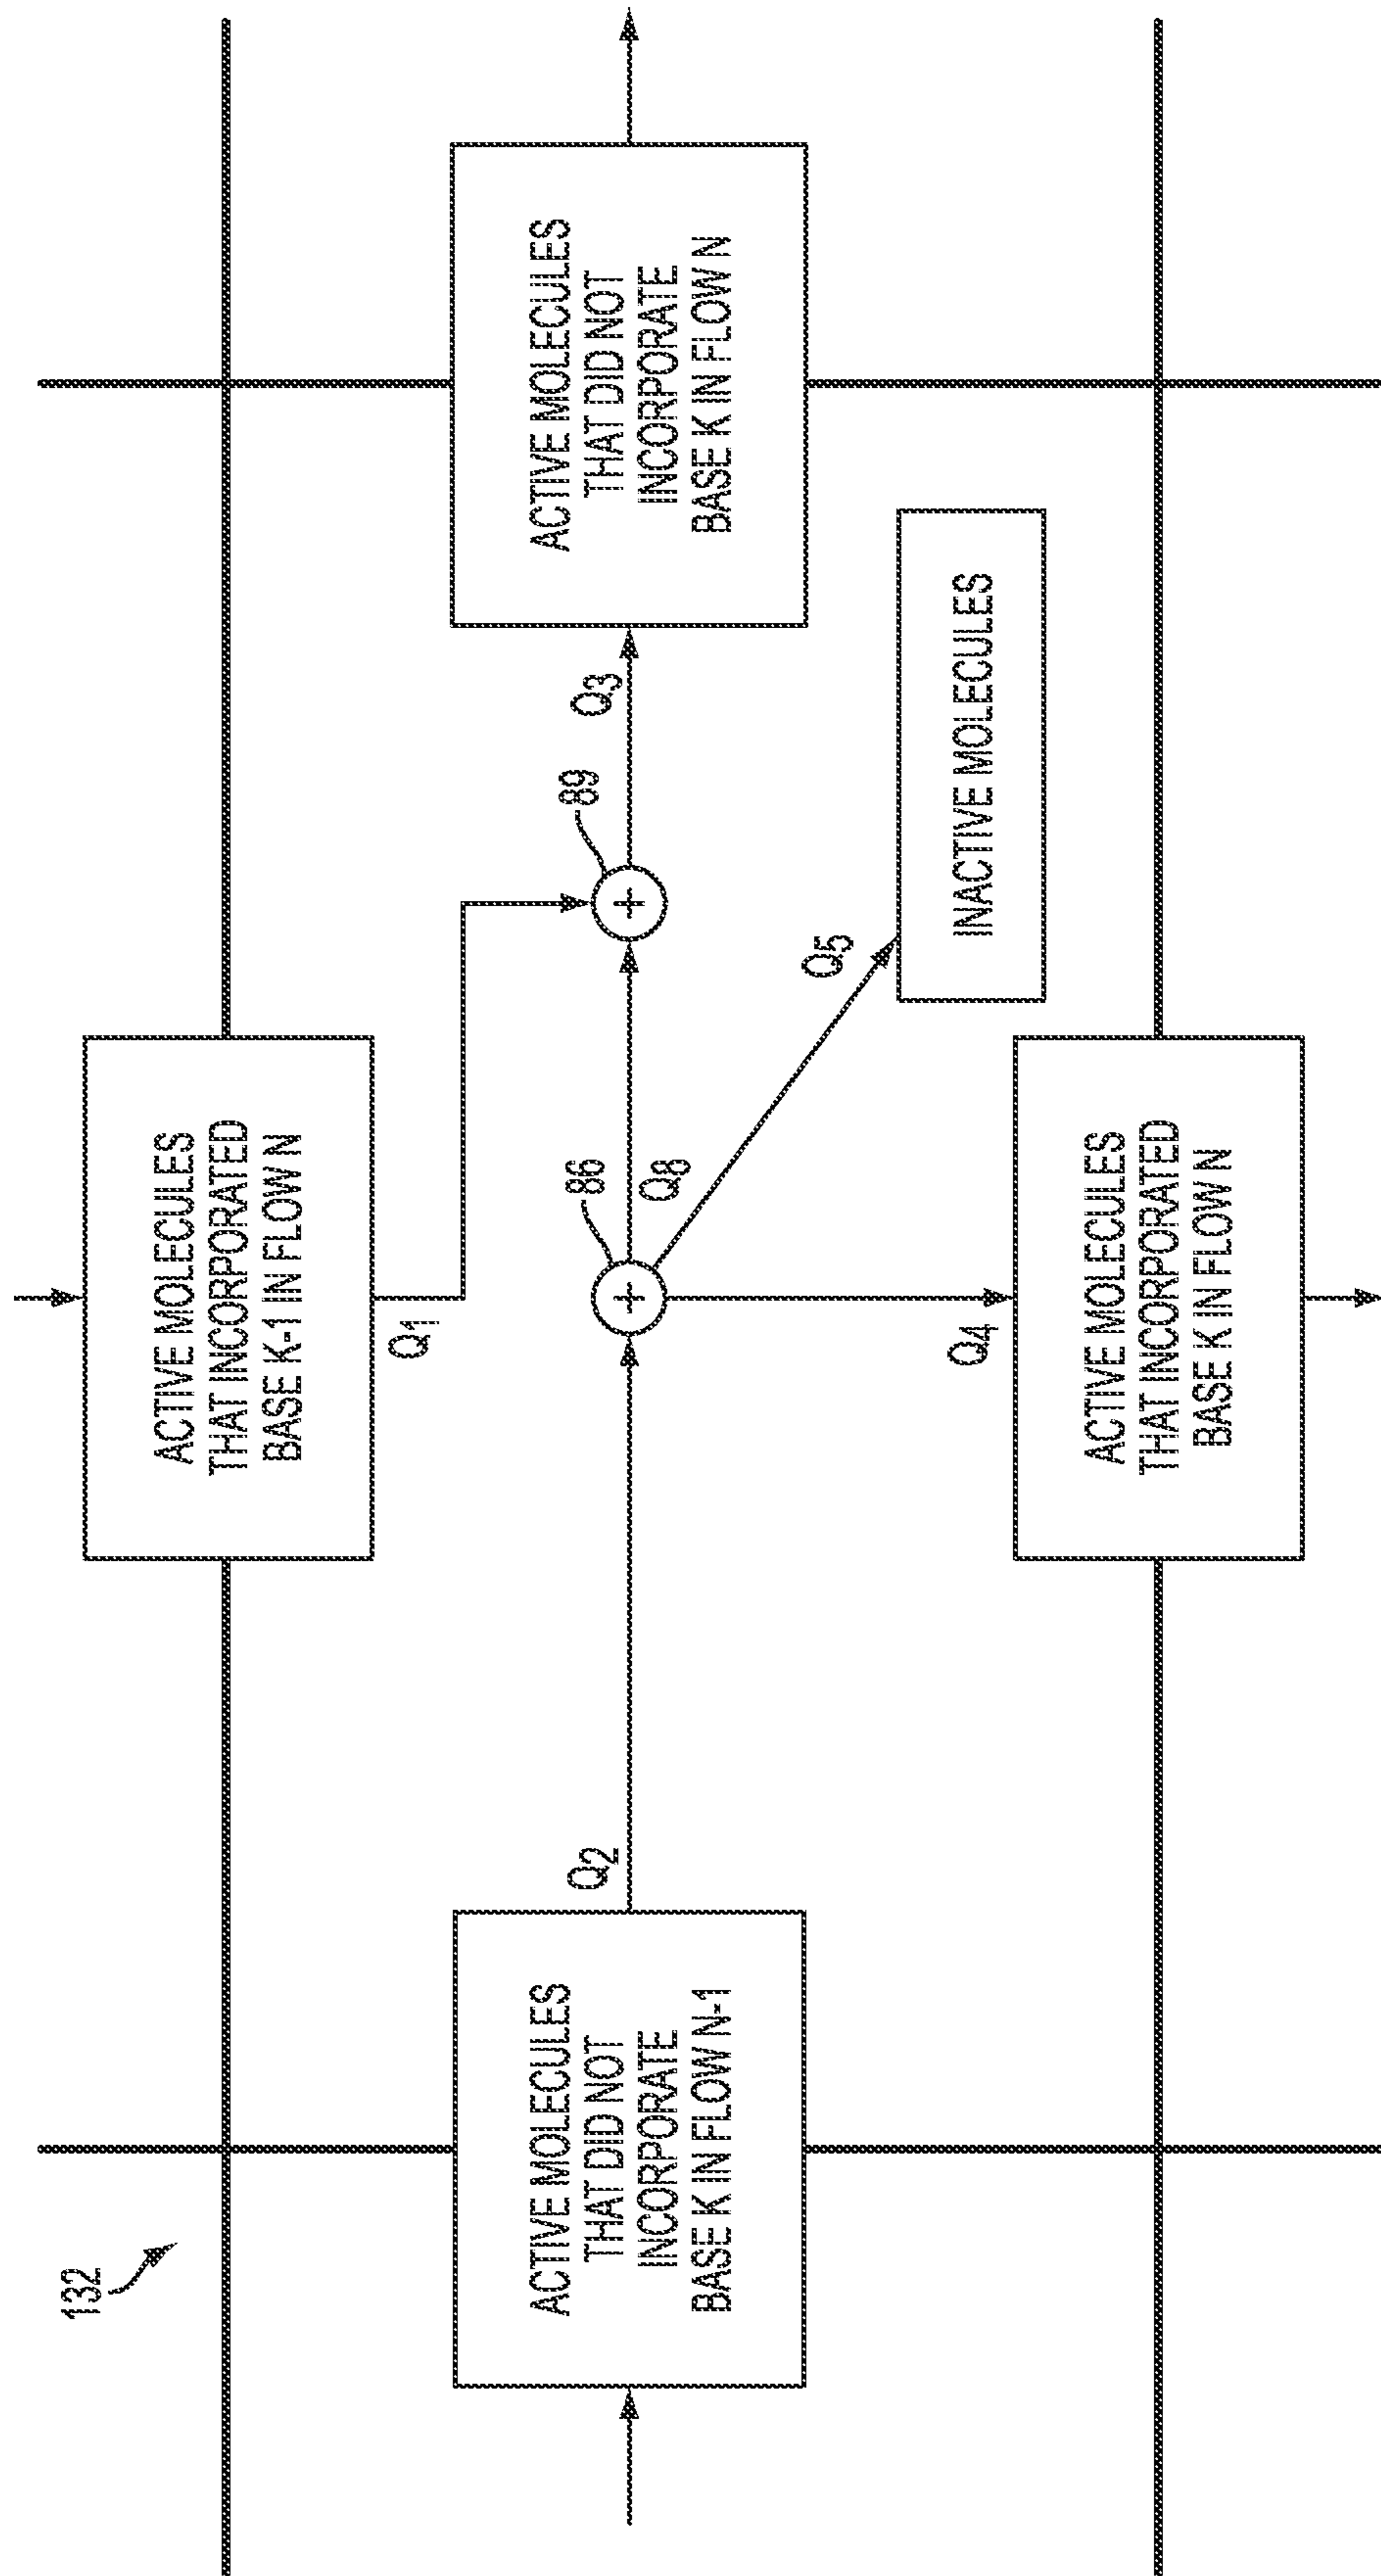 132
ACTIVE MOLECULES
THAT INCORPORATED
BASE K-1 IN FLOW N
Q1
ACTIVE MOLECULES
THAT DID NOT
INCORPORATE
BASE K IN FLOW N-1
Q2
86
+
Q8
89
+
Q3
ACTIVE MOLECULES
THAT DID NOT
INCORPORATE
BASE K IN FLOW N
Q5
INACTIVE MOLECULES
Q4
ACTIVE MOLECULES
THAT INCORPORATED
BASE K IN FLOW N